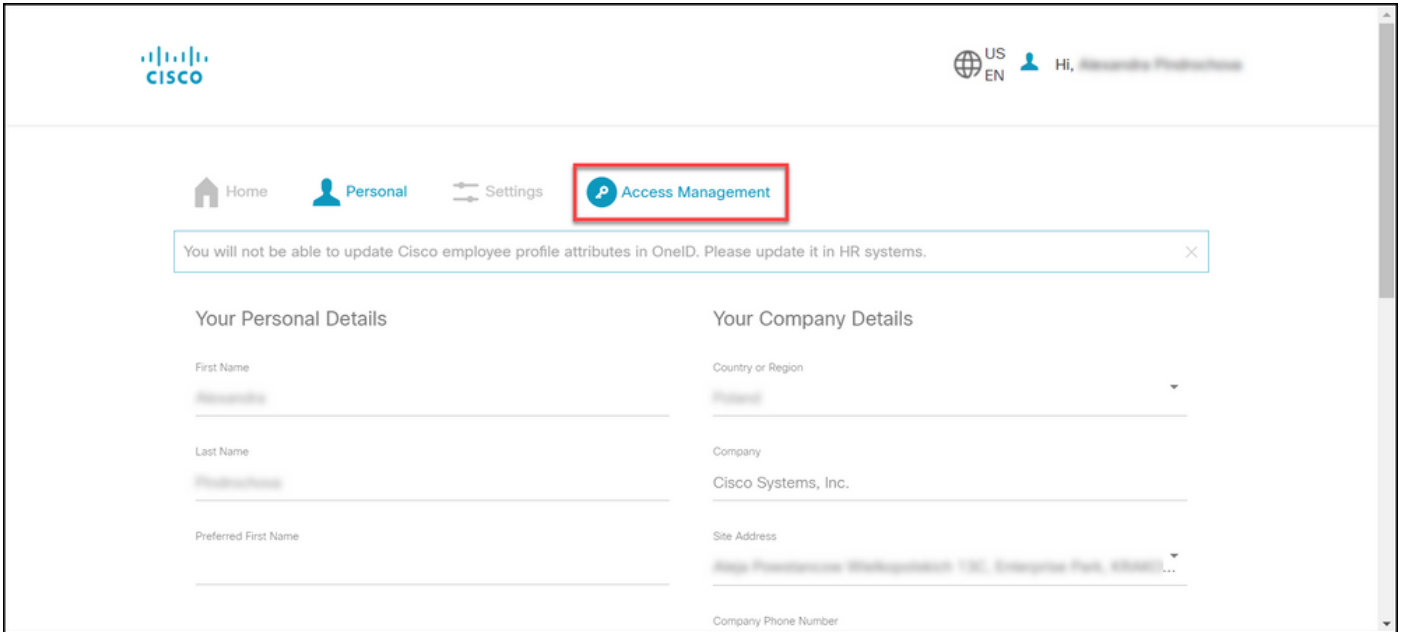 CISCO
US
EN
Hi,
Home
Personal
Settings
Access Management
You will not be able to update Cisco employee profile attributes in OneID. Please update it in HR systems.
Your Personal Details
Your Company Details
First Name
Country or Region
Last Name
Company
Cisco Systems, Inc.
Preferred First Name
Site Address
Company Phone Number